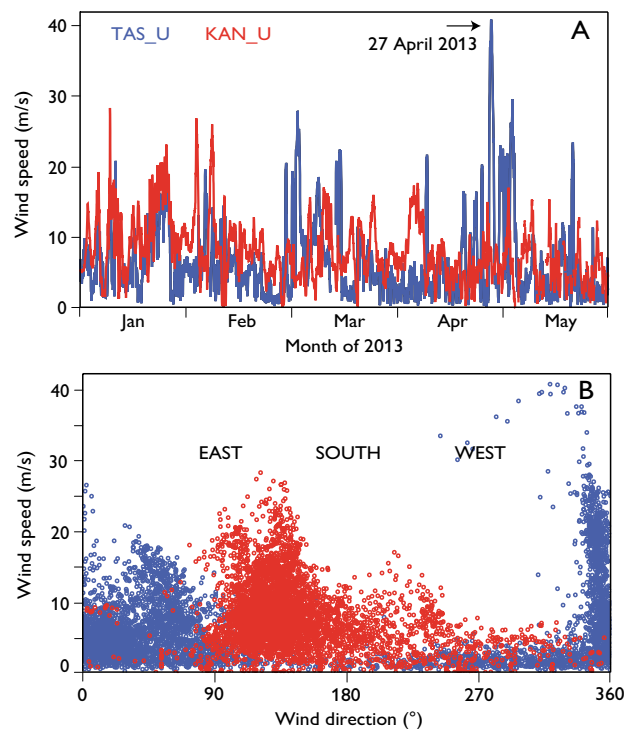 40
30
20
10
0
Wind speed (m/s)
TAS_U
KAN_U
27 April 2013
A
Jan
Feb
Mar
Apr
May
Month of 2013
40
30
20
10
0
Wind speed (m/s)
B
EAST
SOUTH
WEST
0
90
180
270
360
Wind direction (°)